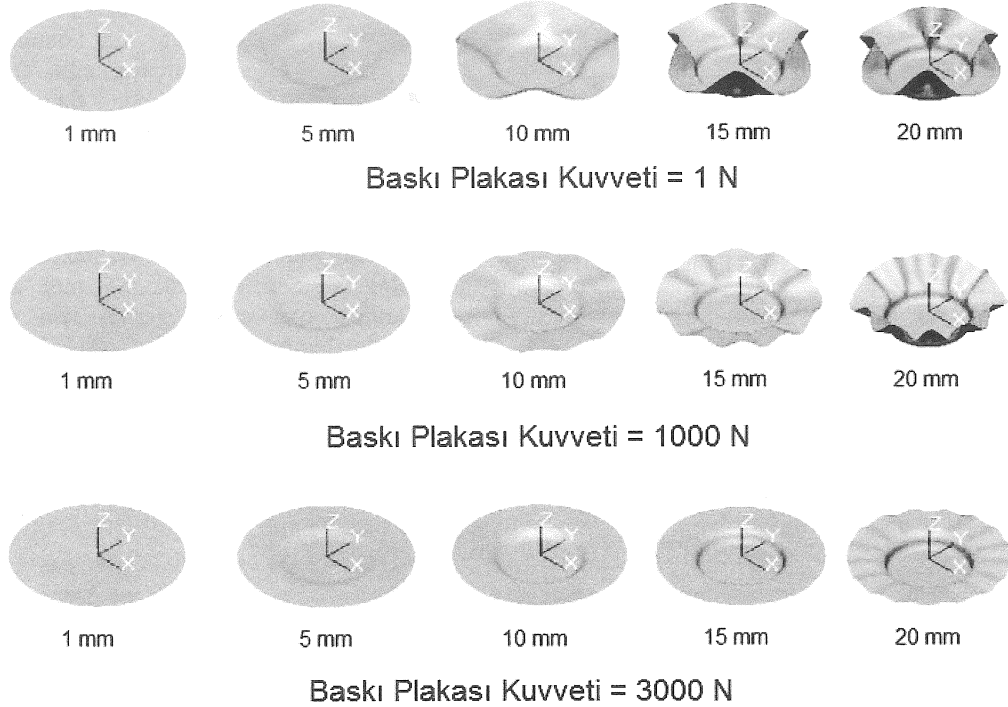 Z Y X Z Y X Z Y X Z Y X Z Y X
1 mm 5 mm 10 mm 15 mm 20 mm
Baskı Plakası Kuvveti = 1 N
Z Y X Z Y X Z Y X Z Y X Z Y X
1 mm 5 mm 10 mm 15 mm 20 mm
Baskı Plakası Kuvveti = 1000 N
Z Y X Z Y X Z Y X Z Y X Z Y X
1 mm 5 mm 10 mm 15 mm 20 mm
Baskı Plakası Kuvveti = 3000 N